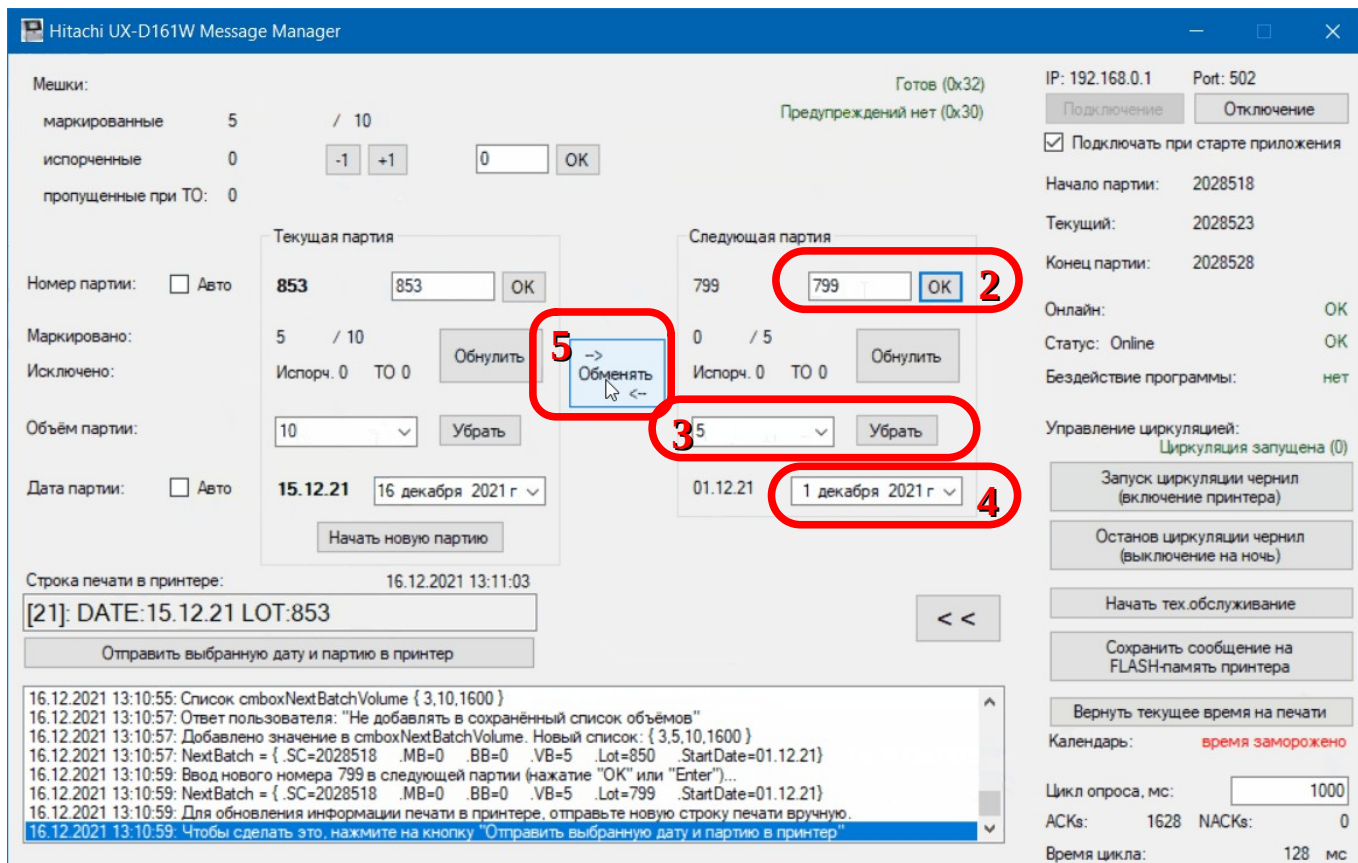 Hitachi UX-D161W Message Manager
Мешки:
маркированные 5 / 10
испорченные 0 -1 +1 0 OK
пропущенные при ТО: 0
Готов (0x32)
Предупреждений нет (0x30)
Текущая партия
Следующая партия
Номер партии: Авто 853 853 OK
799 799 OK 2
Маркировано: 5 / 10 Обнулить
Исключено: Испорч. 0 ТО 0
5 --> Обменять <--
0 / 5 Обнулить
Испорч. 0 ТО 0
Объём партии: 10 Убрать
3 5 Убрать
Дата партии: Авто 15.12.21 16 декабря 2021 г
01.12.21 1 декабря 2021 г 4
Начать новую партию
Строка печати в принтере: 16.12.2021 13:11:03
[21]: DATE:15.12.21 LOT:853
< <
Отправить выбранную дату и партию в принтер
16.12.2021 13:10:55: Список cmboxNextBatchVolume { 3,10,1600 }
16.12.2021 13:10:57: Ответ пользователя: "Не добавлять в сохранённый список объёмов"
16.12.2021 13:10:57: Добавлено значение в cmboxNextBatchVolume. Новый список: { 3,5,10,1600 }
16.12.2021 13:10:57: NextBatch = { .SC=2028518 .MB=0 .BB=0 .VB=5 .Lot=850 .StartDate=01.12.21}
16.12.2021 13:10:59: Ввод нового номера 799 в следующей партии (нажатие "OK" или "Enter")...
16.12.2021 13:10:59: NextBatch = { .SC=2028518 .MB=0 .BB=0 .VB=5 .Lot=799 .StartDate=01.12.21}
16.12.2021 13:10:59: Для обновления информации печати в принтере, отправьте новую строку печати вручную.
16.12.2021 13:10:59: Чтобы сделать это, нажмите на кнопку "Отправить выбранную дату и партию в принтер"
IP: 192.168.0.1 Port: 502
Подключение Отключение
Подключать при старте приложения
Начало партии: 2028518
Текущий: 2028523
Конец партии: 2028528
Онлайн: OK
Статус: Online OK
Бездействие программы: нет
Управление циркуляцией:
Циркуляция запущена (0)
Запуск циркуляции чернил
(включение принтера)
Останов циркуляции чернил
(выключение на ночь)
Начать тех.обслуживание
Сохранить сообщение на
FLASH-память принтера
Вернуть текущее время на печати
Календарь: время заморожено
Цикл опроса, мс: 1000
ACKs: 1628 NACKs: 0
Время цикла: 128 мс